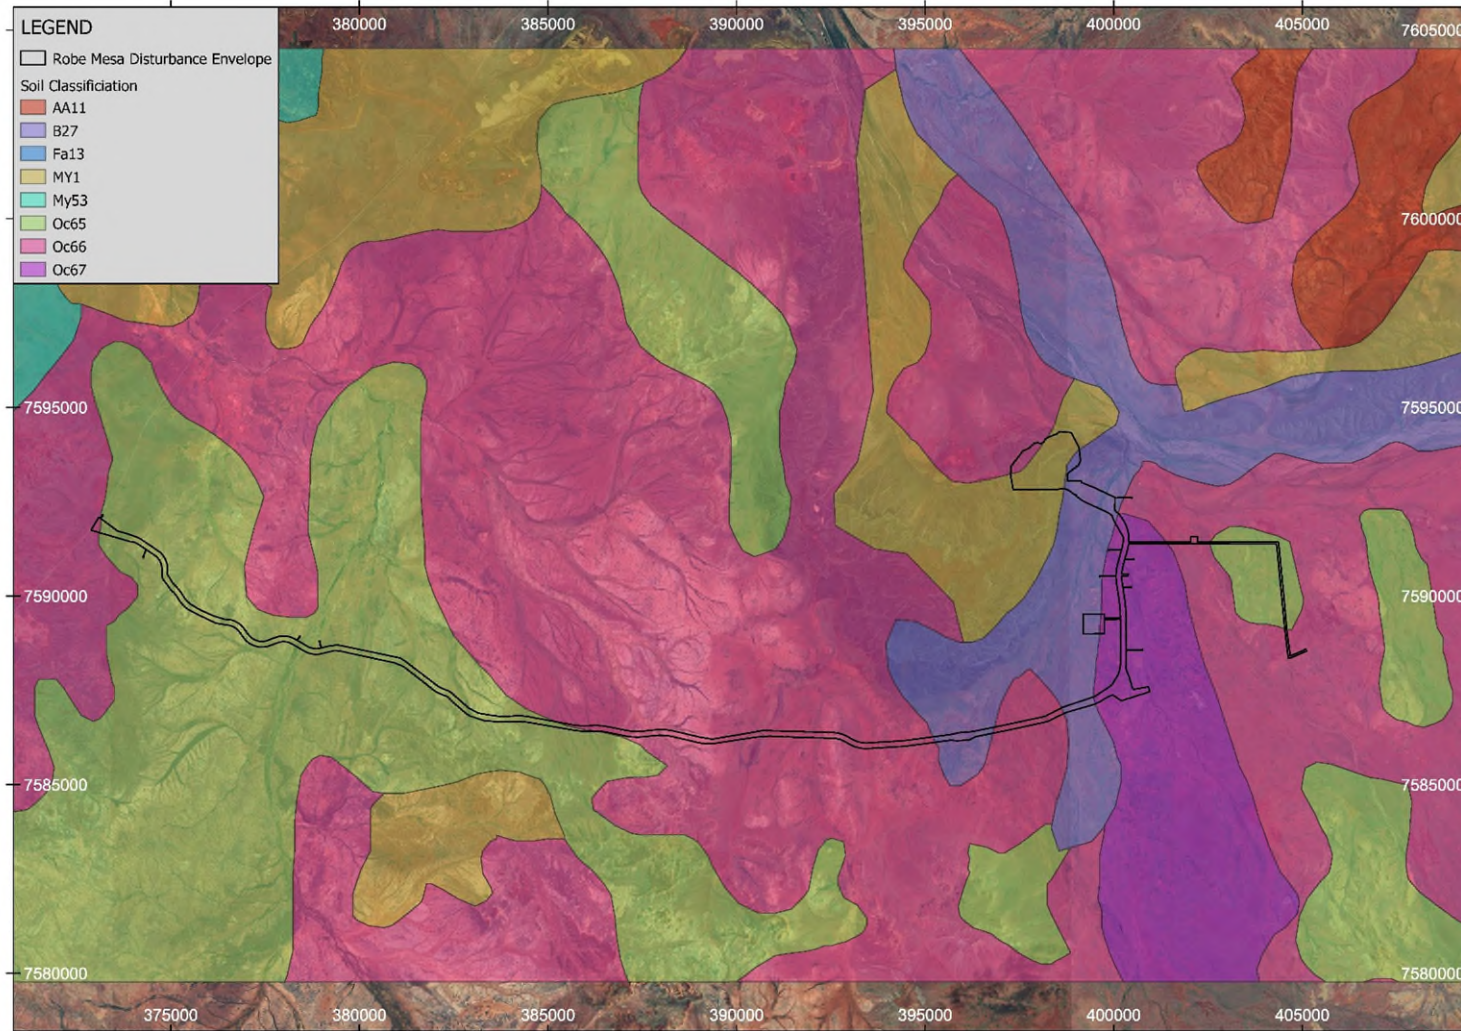 LEGEND
Robe Mesa Disturbance Envelope
Soil Classificiation
AA11
B27
Fa13
MY1
My53
Oc65
Oc66
Oc67
380000 385000 390000 395000 400000 405000
7605000
7600000
7595000 7595000
7590000 7590000
7585000 7585000
7580000 7580000
375000 380000 385000 390000 395000 400000 405000